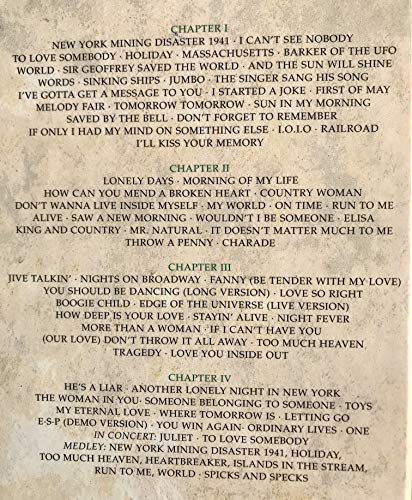 CHAPTER I
NEW YORK MINING DISASTER 1941 · I CAN'T SEE NOBODY
TO LOVE SOMEBODY · HOLIDAY · MASSACHUSETTS · BARKER OF THE UFO
WORLD · SIR GEOFFREY SAVED THE WORLD · AND THE SUN WILL SHINE
WORDS · SINKING SHIPS · JUMBO · THE SINGER SANG HIS SONG
I'VE GOTTA GET A MESSAGE TO YOU · I STARTED A JOKE · FIRST OF MAY
MELODY FAIR · TOMORROW TOMORROW · SUN IN MY MORNING
SAVED BY THE BELL · DON'T FORGET TO REMEMBER
IF ONLY I HAD MY MIND ON SOMETHING ELSE · I.O.I.O · RAILROAD
I'LL KISS YOUR MEMORY
CHAPTER II
LONELY DAYS · MORNING OF MY LIFE
HOW CAN YOU MEND A BROKEN HEART · COUNTRY WOMAN
DON'T WANNA LIVE INSIDE MYSELF · MY WORLD · ON TIME · RUN TO ME
ALIVE · SAW A NEW MORNING · WOULDN'T I BE SOMEONE · ELISA
KING AND COUNTRY · MR. NATURAL · IT DOESN'T MATTER MUCH TO ME
THROW A PENNY · CHARADE
CHAPTER III
JIVE TALKIN' · NIGHTS ON BROADWAY · FANNY (BE TENDER WITH MY LOVE)
YOU SHOULD BE DANCING (LONG VERSION) · LOVE SO RIGHT
BOOGIE CHILD · EDGE OF THE UNIVERSE (LIVE VERSION)
HOW DEEP IS YOUR LOVE · STAYIN' ALIVE · NIGHT FEVER
MORE THAN A WOMAN · IF I CAN'T HAVE YOU
(OUR LOVE) DON'T THROW IT ALL AWAY · TOO MUCH HEAVEN
TRAGEDY · LOVE YOU INSIDE OUT
CHAPTER IV
HE'S A LIAR · ANOTHER LONELY NIGHT IN NEW YORK
THE WOMAN IN YOU· SOMEONE BELONGING TO SOMEONE · TOYS
MY ETERNAL LOVE · WHERE TOMORROW IS · LETTING GO
E·S·P (DEMO VERSION) · YOU WIN AGAIN· ORDINARY LIVES · ONE
IN CONCERT: JULIET · TO LOVE SOMEBODY
MEDLEY: NEW YORK MINING DISASTER 1941, HOLIDAY,
TOO MUCH HEAVEN, HEARTBREAKER, ISLANDS IN THE STREAM,
RUN TO ME, WORLD · SPICKS AND SPECKS